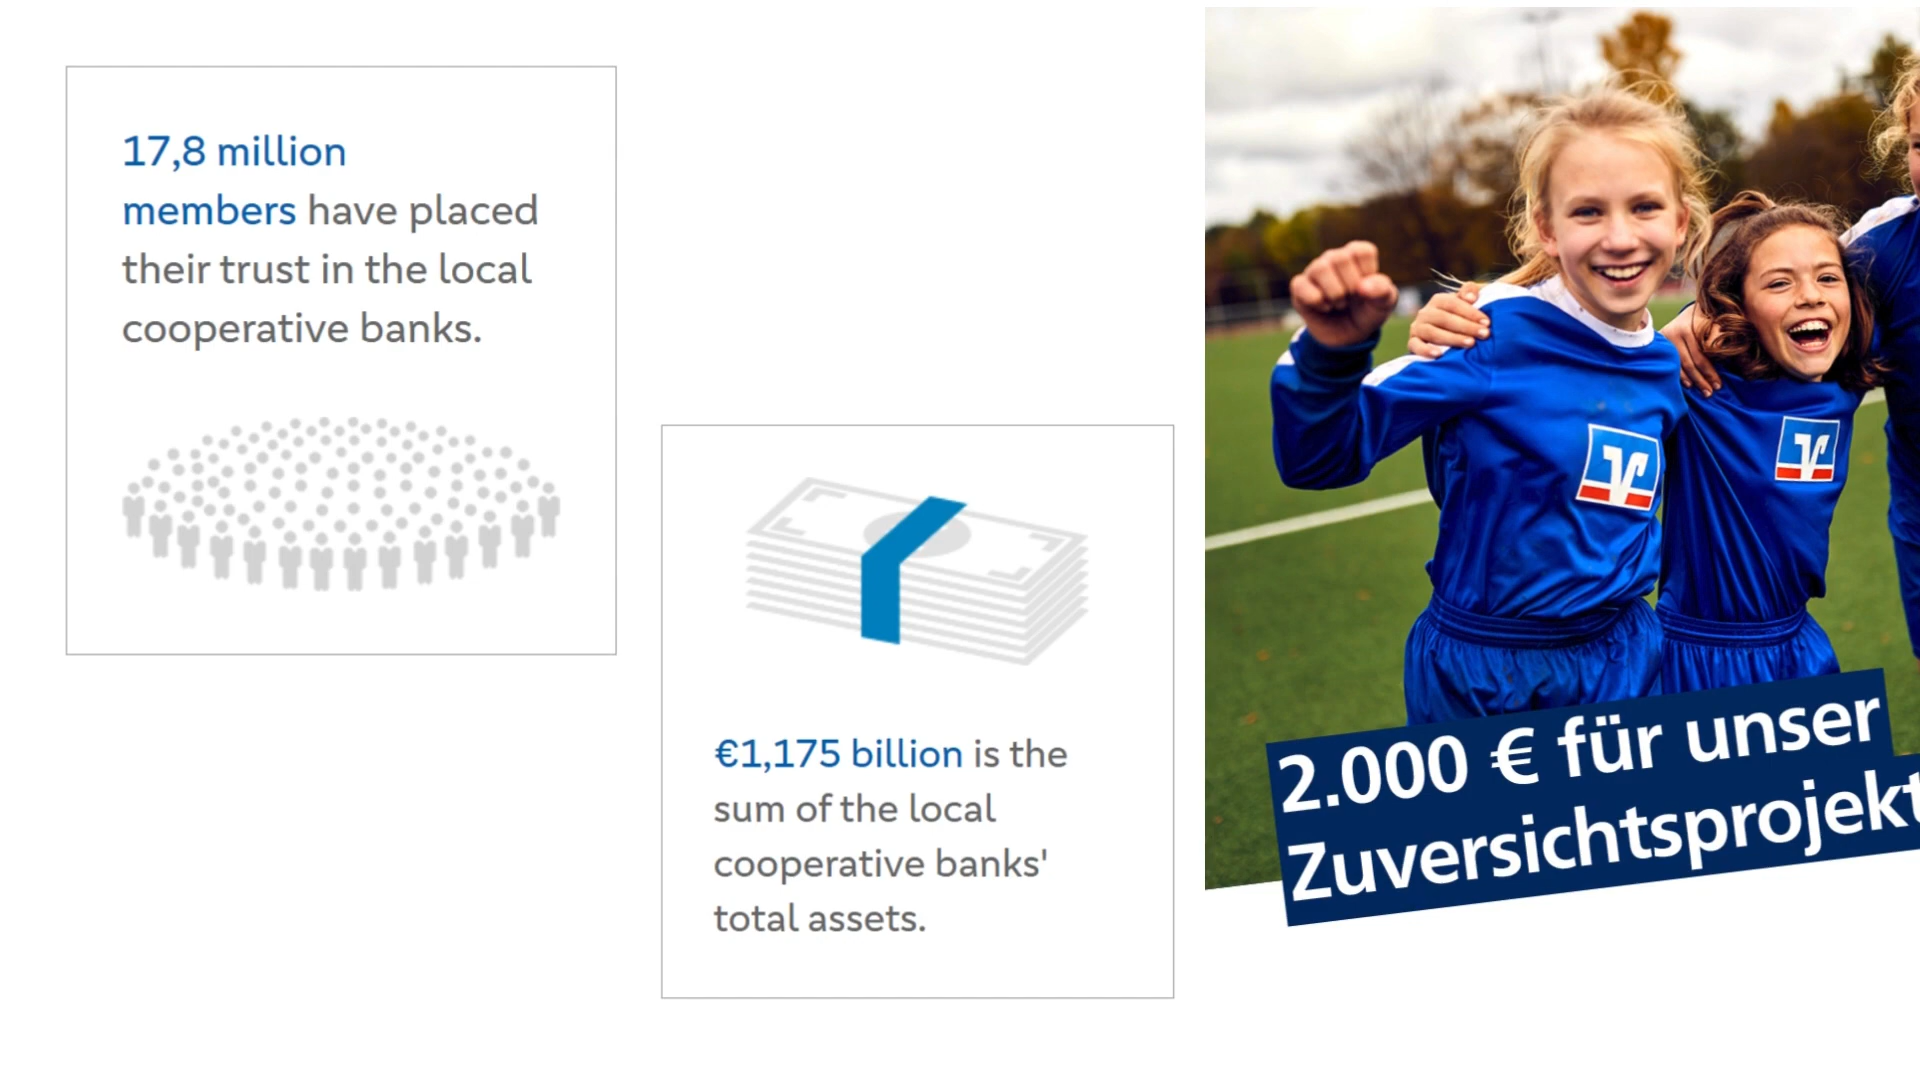 17,8 million
members have placed
their trust in the local
cooperative banks.
€1,175 billion is the
sum of the local
cooperative banks'
total assets.
2.000 € für unser
Zuversichtsprojekt